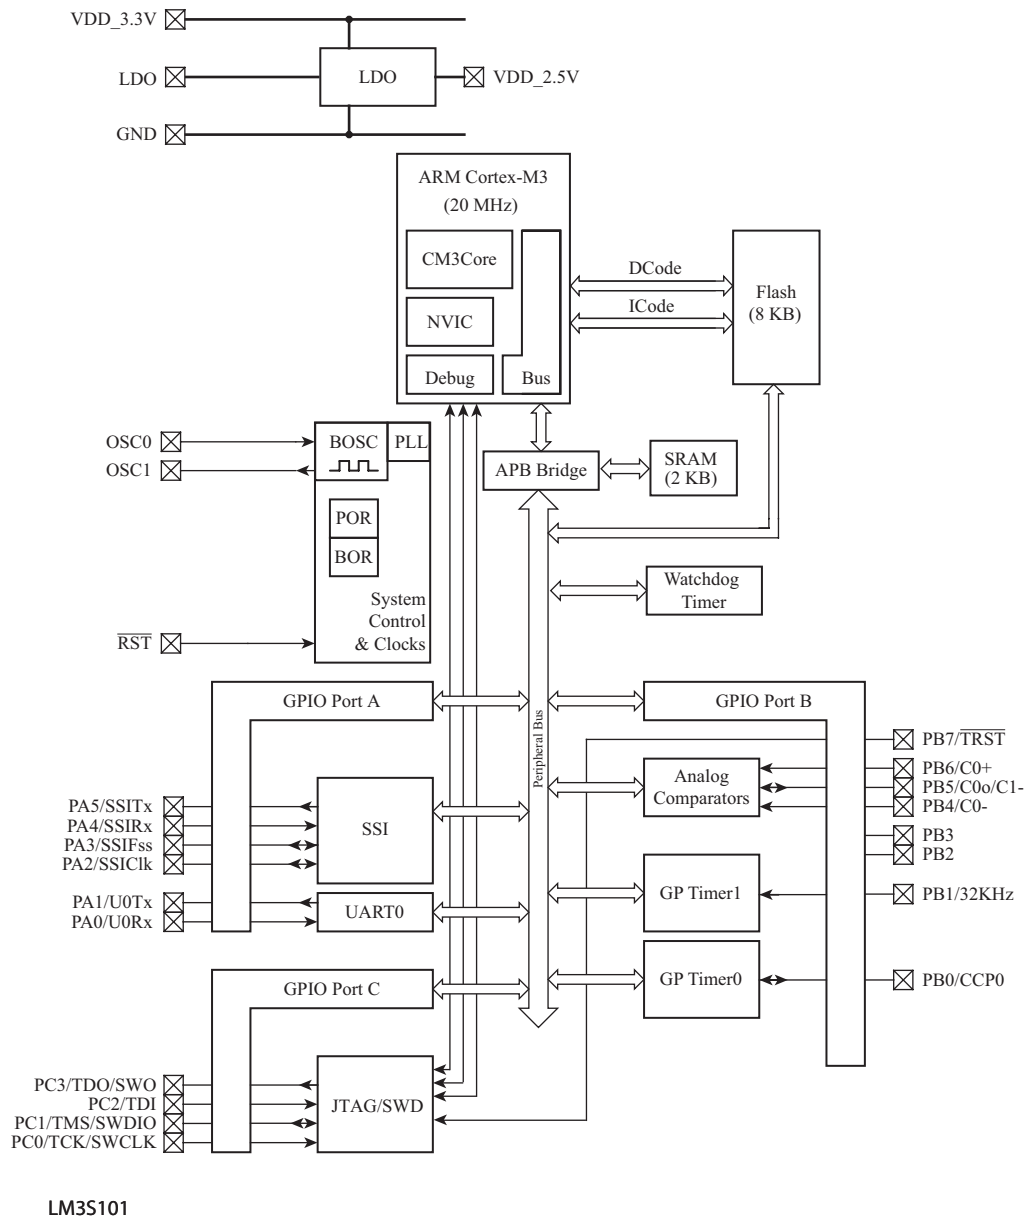 VDD_3.3V
LDO
LDO
VDD_2.5V
GND
ARM Cortex-M3
(20 MHz)
CM3Core
NVIC
Debug
Bus
DCode
ICode
Flash
(8 KB)
OSC0
OSC1
BOSC
PLL
POR
BOR
System
Control
& Clocks
RST
APB Bridge
SRAM
(2 KB)
Watchdog
Timer
Peripheral Bus
GPIO Port A
GPIO Port B
PA5/SSITx
PA4/SSIRx
PA3/SSIFss
PA2/SSIClk
SSI
PA1/U0Tx
PA0/U0Rx
UART0
Analog
Comparators
GP Timer1
GP Timer0
PB7/TRST
PB6/C0+
PB5/C0o/C1-
PB4/C0-
PB3
PB2
PB1/32KHz
PB0/CCP0
GPIO Port C
PC3/TDO/SWO
PC2/TDI
PC1/TMS/SWDIO
PC0/TCK/SWCLK
JTAG/SWD
LM3S101